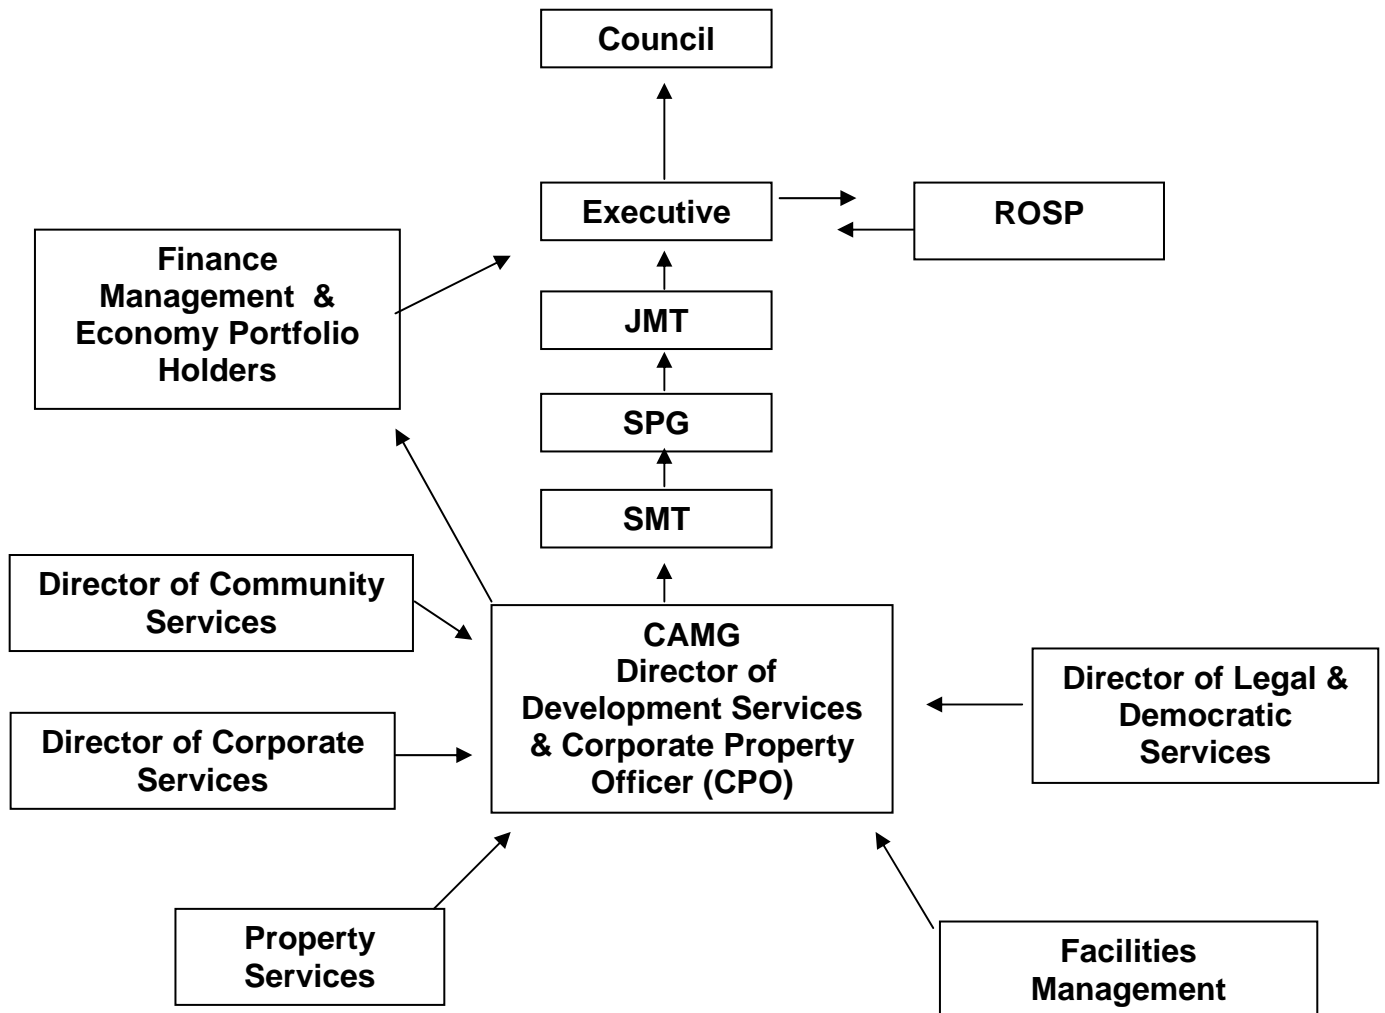 Council
Executive
ROSP
Finance
Management &
Economy Portfolio
Holders
JMT
SPG
SMT
Director of Community
Services
CAMG
Director of
Development Services
& Corporate Property
Officer (CPO)
Director of Legal &
Democratic
Services
Director of Corporate
Services
Property
Services
Facilities
Management